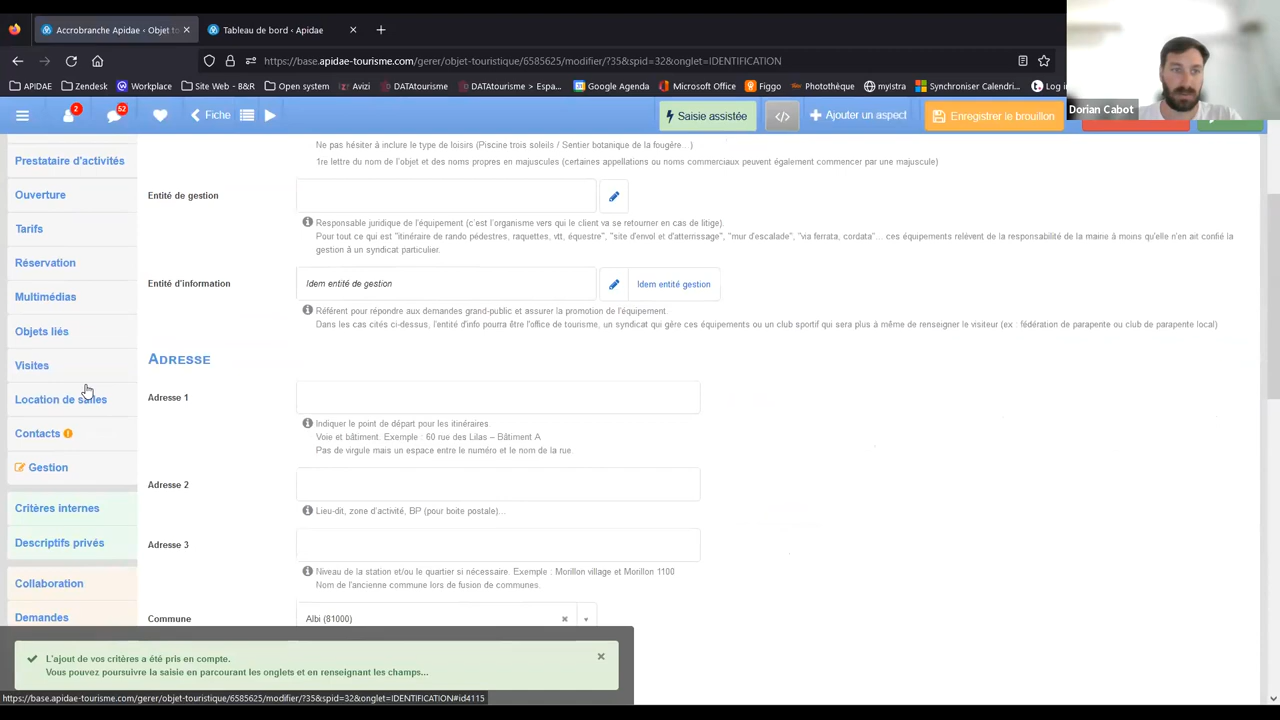 Accrobranche Apidae ‹ Objet to
Tableau de bord ‹ Apidae
https://base.apidae-tourisme.com/gerer/objet-touristique/6585625/modifier/?35&spid=32&onglet=IDENTIFICATION
APIDAE
Zendesk
Workplace
Site Web - B&R
Open system
Avizi
DATAtourisme
DATAtourisme > Espa...
Google Agenda
Microsoft Office
Photothèque
Figgo
mylstra
Synchroniser Calendri...
Log in
Dorian Cabot
2
52
Fiche
Saisie assistée
</>
Ajouter un aspect
Enregistrer le brouillon
Prestataire d'activités
Ouverture
Tarifs
Réservation
Multimédias
Objets liés
Visites
Location de salles
Contacts
Gestion
Critères internes
Descriptifs privés
Collaboration
Demandes
Ne pas hésiter à inclure le type de loisirs (Piscine trois soleils / Sentier botanique de la fougère...)
1re lettre du nom de l'objet et des noms propres en majuscules (certaines appellations ou noms commerciaux peuvent également commencer par une majuscule)
Entité de gestion
Responsable juridique de l'équipement (c'est l'organisme vers qui le client va se retourner en cas de litige).
Pour tout ce qui est "itinéraire de rando pédestres, raquettes, vtt, équestre", "site d'envol et d'atterrissage", "mur d'escalade", "via ferrata, cordata"... ces équipements relèvent de la responsabilité de la mairie à moins qu'elle n'en ait confié la
gestion à un syndicat particulier.
Entité d'information
Idem entité de gestion
Idem entité gestion
Référent pour répondre aux demandes grand-public et assurer la promotion de l'équipement.
Dans les cas cités ci-dessus, l'entité d'info pourra être l'office de tourisme, un syndicat qui gère ces équipements ou un club sportif qui sera plus à même de renseigner le visiteur (ex : fédération de parapente ou club de parapente local)
ADRESSE
Adresse 1
Indiquer le point de départ pour les itinéraires.
Voie et bâtiment. Exemple : 60 rue des Lilas – Bâtiment A
Pas de virgule mais un espace entre le numéro et le nom de la rue.
Adresse 2
Lieu-dit, zone d'activité, BP (pour boite postale)...
Adresse 3
Niveau de la station et/ou le quartier si nécessaire. Exemple : Morillon village et Morillon 1100
Nom de l'ancienne commune lors de fusion de communes.
Commune
Albi (81000)
L'ajout de vos critères a été pris en compte.
Vous pouvez poursuivre la saisie en parcourant les onglets et en renseignant les champs...
https://base.apidae-tourisme.com/gerer/objet-touristique/6585625/modifier/?35&spid=32&onglet=IDENTIFICATION#id4115